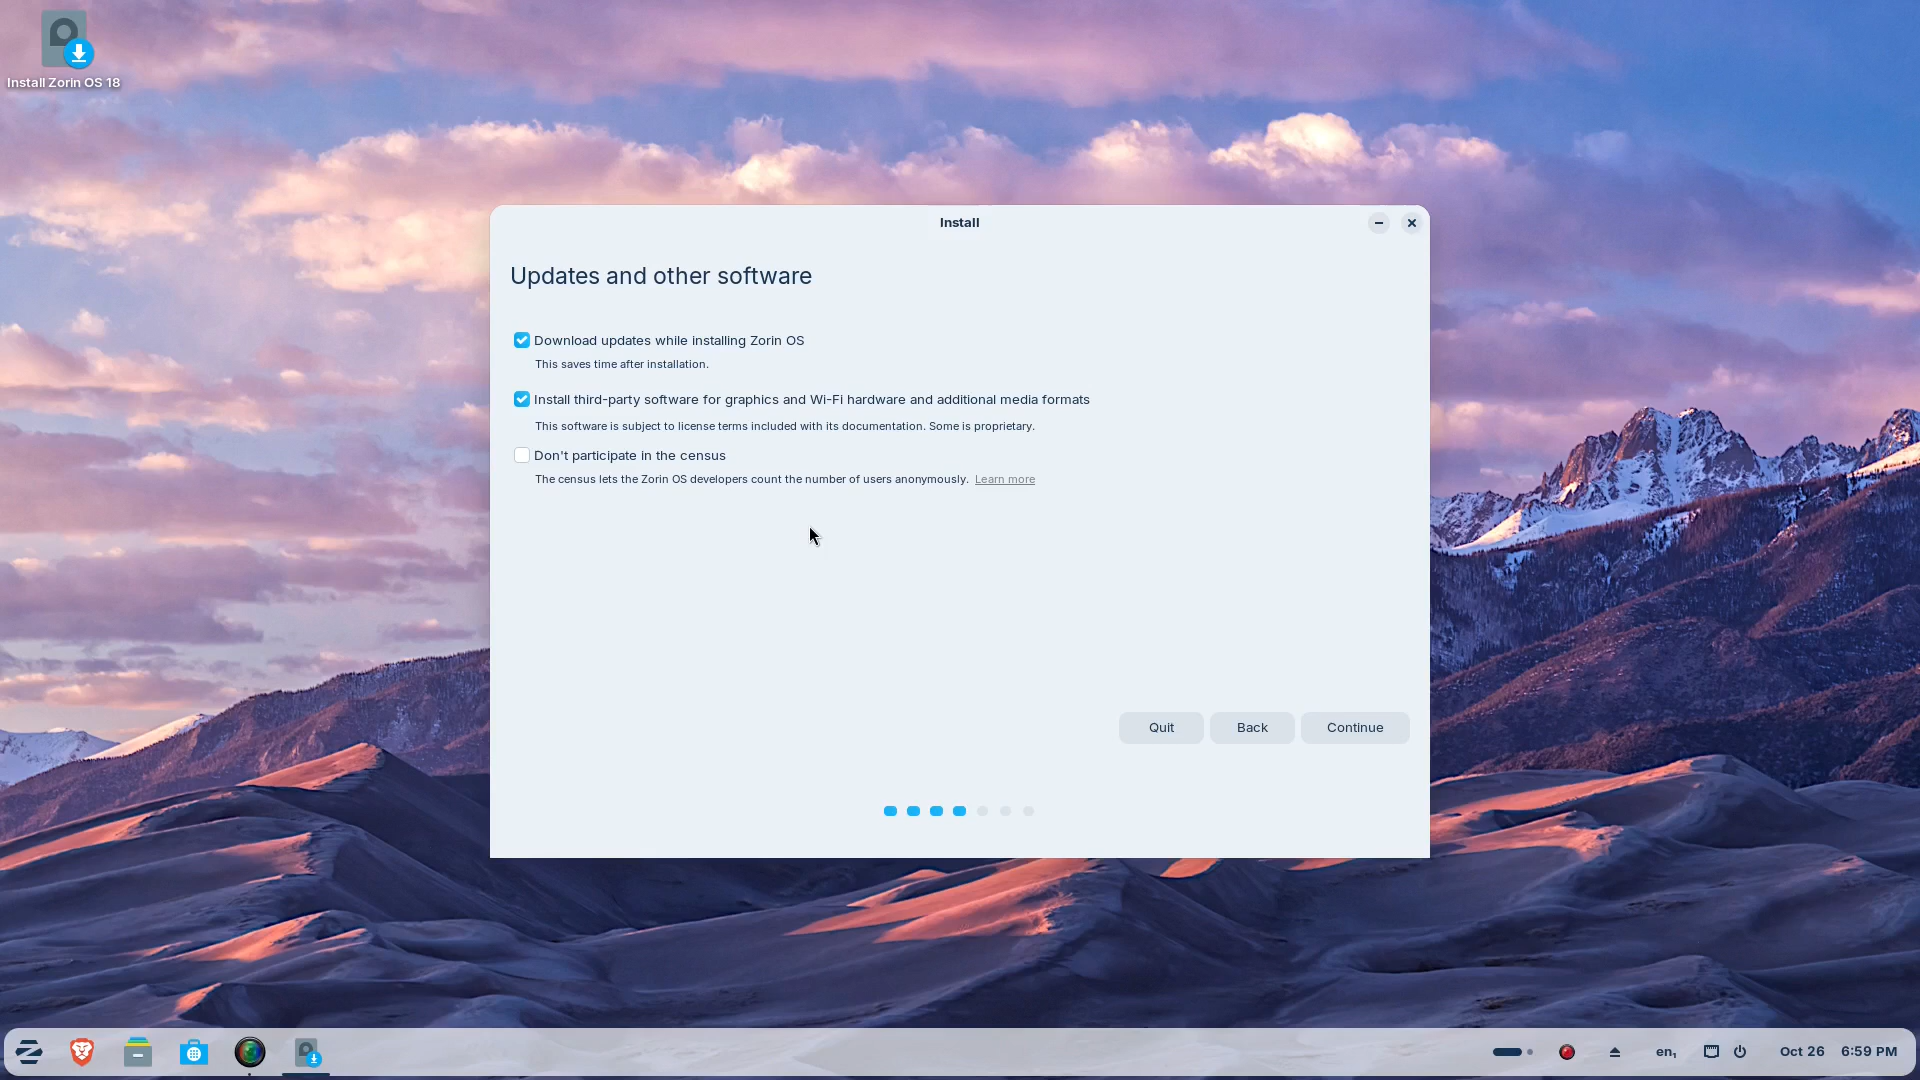 Install Zorin OS 18
Install
Updates and other software
Download updates while installing Zorin OS
This saves time after installation.
Install third-party software for graphics and Wi-Fi hardware and additional media formats
This software is subject to license terms included with its documentation. Some is proprietary.
Don't participate in the census
The census lets the Zorin OS developers count the number of users anonymously. Learn more
Quit Back Continue
en₁ Oct 26 6:59 PM